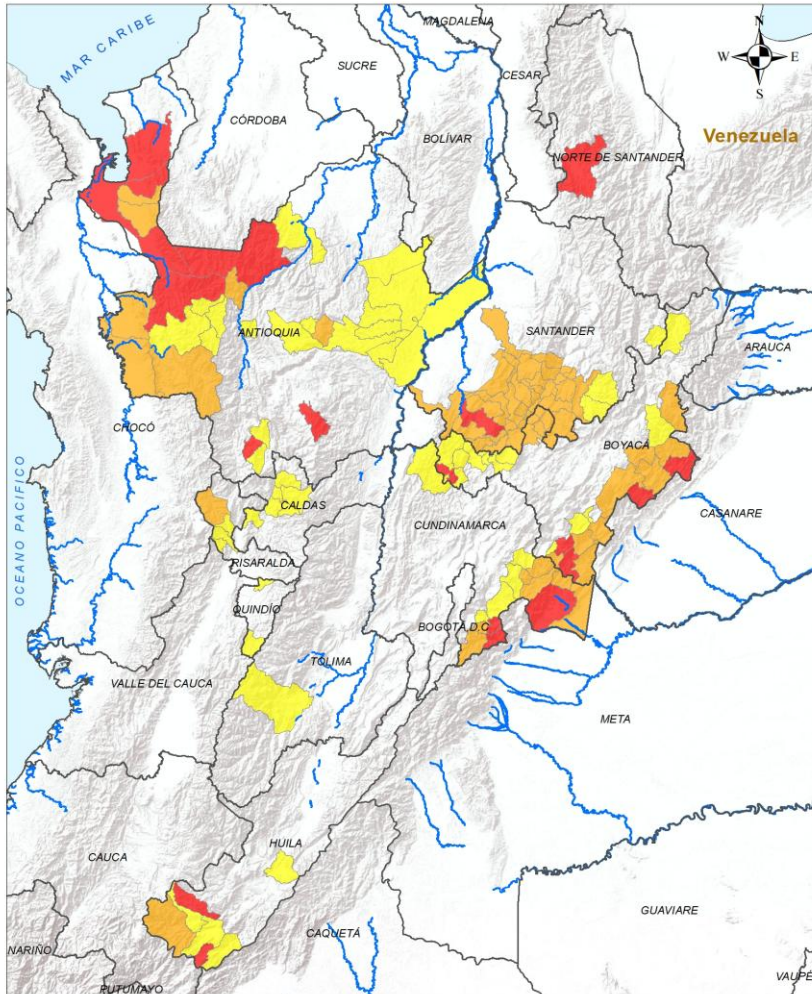 MAGDALENA
MAR CARIBE
N
W
E
S
SUCRE
CESAR
CÓRDOBA
BOLÍVAR
Venezuela
NORTE DE SANTANDER
ANTIOQUIA
SANTANDER
ARAUCA
CHOCÓ
BOYACÁ
OCEANO PACIFICO
CALDAS
CUNDINAMARCA
CASANARE
RISARALDA
QUINDÍO
BOGOTÁ D.C
TOLIMA
VALLE DEL CAUCA
META
HUILA
CAUCA
GUAVIARE
CAQUETÁ
NARIÑO
PUTUMAYO
VAUPÉ